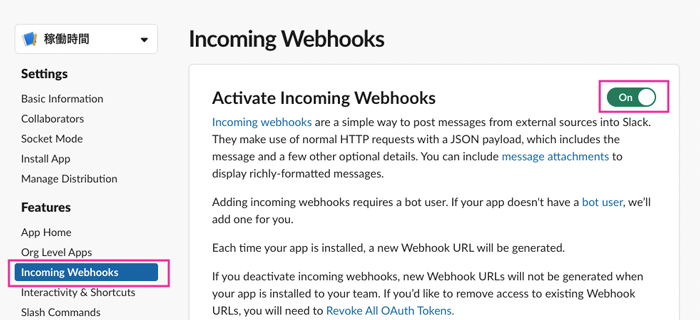 稼働時間
Settings
Basic Information
Collaborators
Socket Mode
Install App
Manage Distribution
Features
App Home
Org Level Apps
Incoming Webhooks
Interactivity & Shortcuts
Slash Commands
Incoming Webhooks
Activate Incoming Webhooks
On
Incoming webhooks are a simple way to post messages from external sources into Slack.
They make use of normal HTTP requests with a JSON payload, which includes the
message and a few other optional details. You can include message attachments to
display richly-formatted messages.
Adding incoming webhooks requires a bot user. If your app doesn't have a bot user, we'll
add one for you.
Each time your app is installed, a new Webhook URL will be generated.
If you deactivate incoming webhooks, new Webhook URLs will not be generated when
your app is installed to your team. If you'd like to remove access to existing Webhook
URLs, you will need to Revoke All OAuth Tokens.